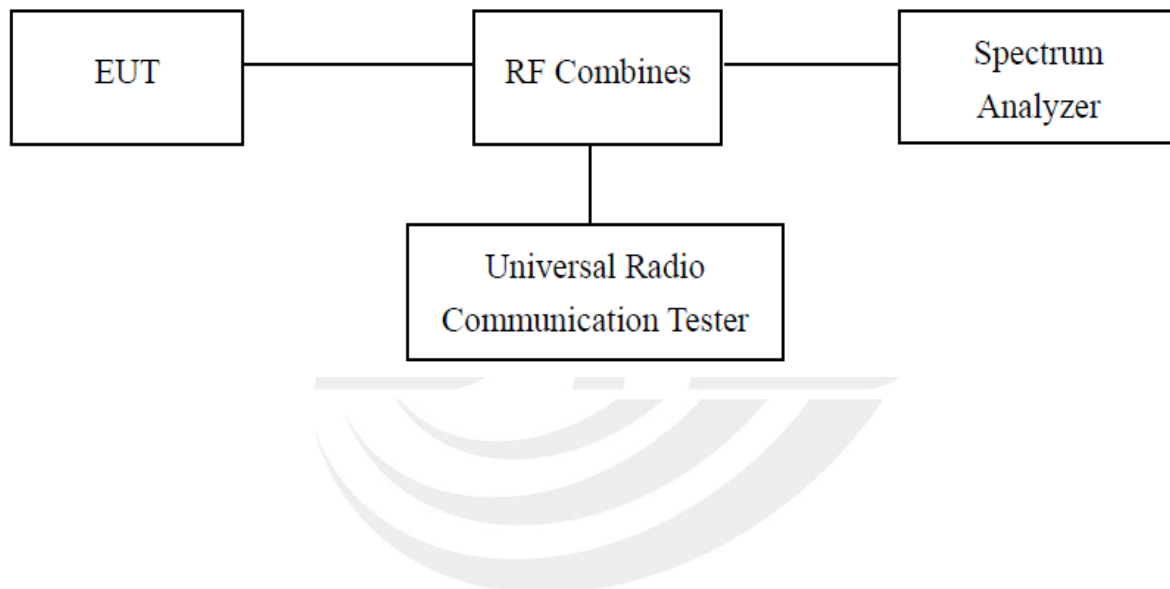 EUT
RF Combines
Spectrum
Analyzer
Universal Radio
Communication Tester